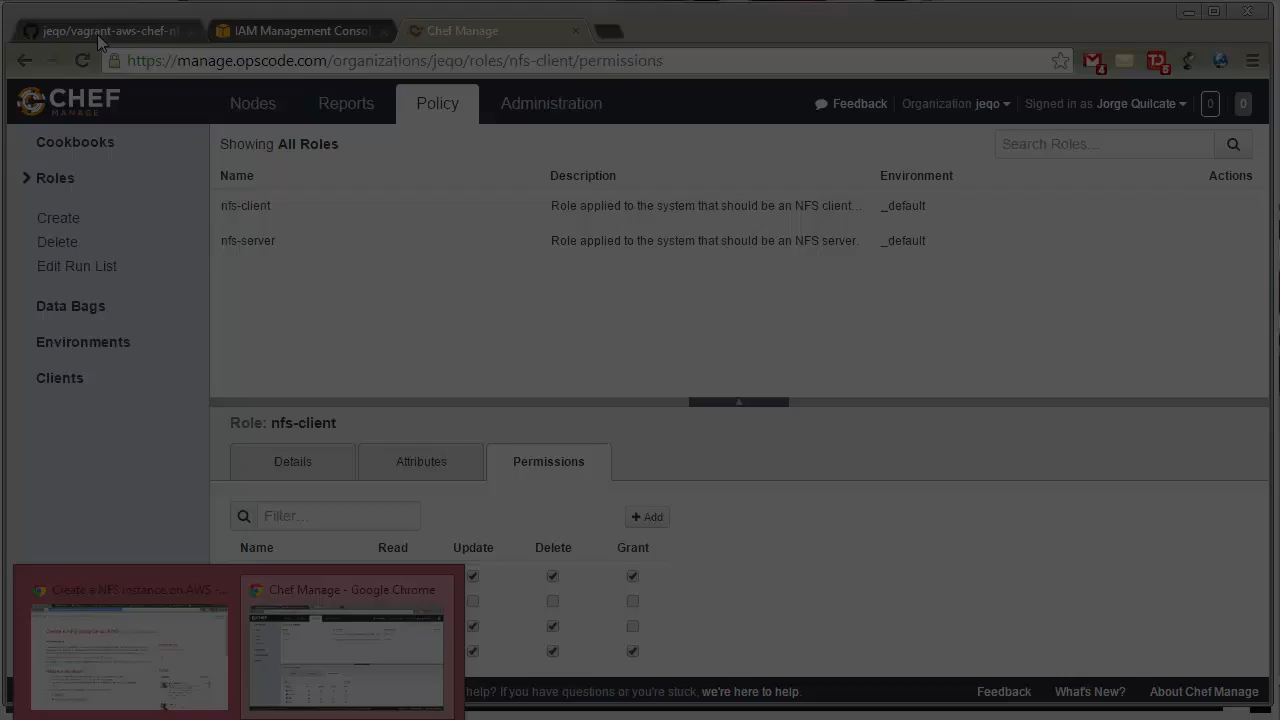 jeqo/vagrant-aws-chef-nf
IAM Management Consol
Chef Manage
https://manage.opscode.com/organizations/jeqo/roles/nfs-client/permissions
4
5
CHEF
MANAGE
Nodes
Reports
Policy
Administration
Feedback
Organization jeqo
Signed in as Jorge Quilcate
0
0
Cookbooks
Roles
Create
Delete
Edit Run List
Data Bags
Environments
Clients
Showing All Roles
Search Roles...
Name Description Environment Actions
nfs-client Role applied to the system that should be an NFS client... _default
nfs-server Role applied to the system that should be an NFS server. _default
Role: nfs-client
Details
Attributes
Permissions
Filter...
Add
Name Read Update Delete Grant
Create a NFS instance on AWS -...
Chef Manage - Google Chrome
help? If you have questions or you're stuck, we're here to help.
Feedback
What's New?
About Chef Manage